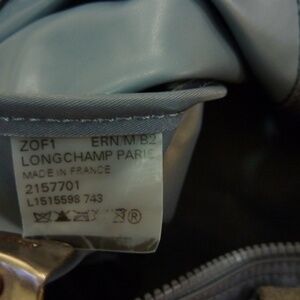 ZOF1 ERN/M/B2
LONGCHAMP PARIS
MADE IN FRANCE
2157701
L1515598 743